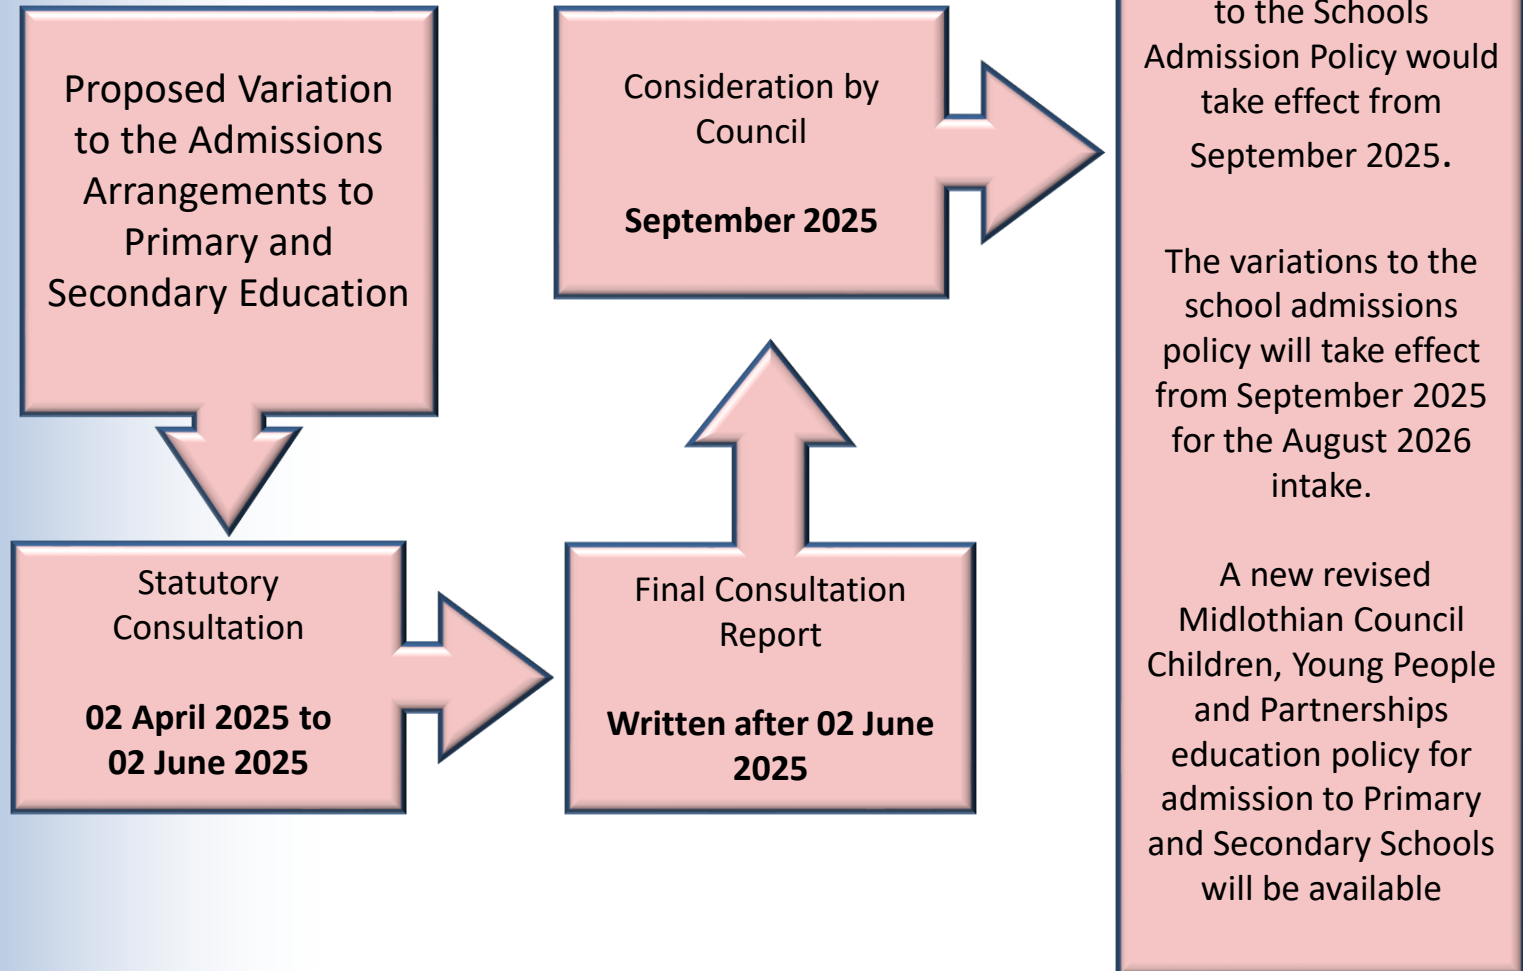 Proposed Variation
to the Admissions
Arrangements to
Primary and
Secondary Education
Statutory
Consultation
02 April 2025 to
02 June 2025
Final Consultation
Report
Written after 02 June
2025
Consideration by
Council
September 2025
to the Schools
Admission Policy would
take effect from
September 2025.
The variations to the
school admissions
policy will take effect
from September 2025
for the August 2026
intake.
A new revised
Midlothian Council
Children, Young People
and Partnerships
education policy for
admission to Primary
and Secondary Schools
will be available